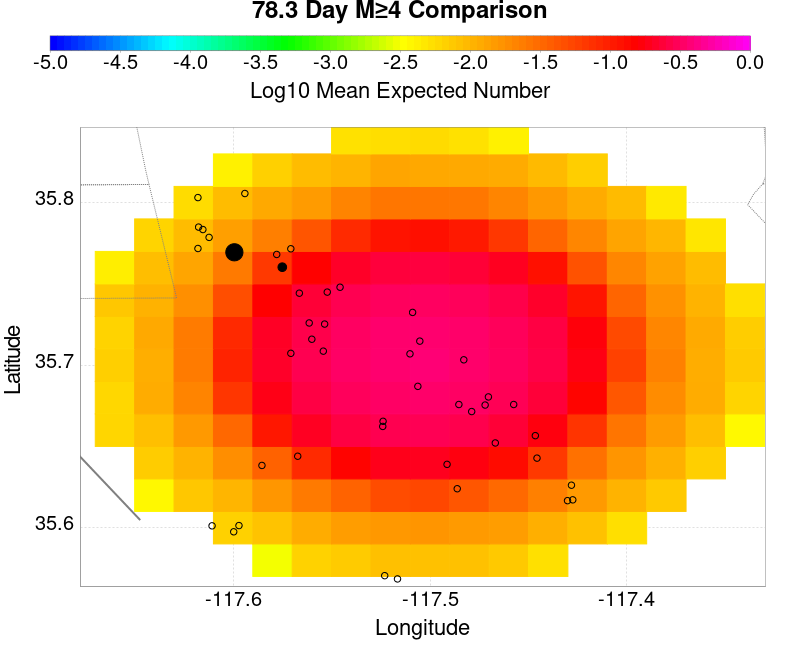 78.3 Day M≥4 Comparison
-5.0 -4.5 -4.0 -3.5 -3.0 -2.5 -2.0 -1.5 -1.0 -0.5 0.0
Log10 Mean Expected Number
35.8
35.7
35.6
Latitude
-117.6 -117.5 -117.4
Longitude